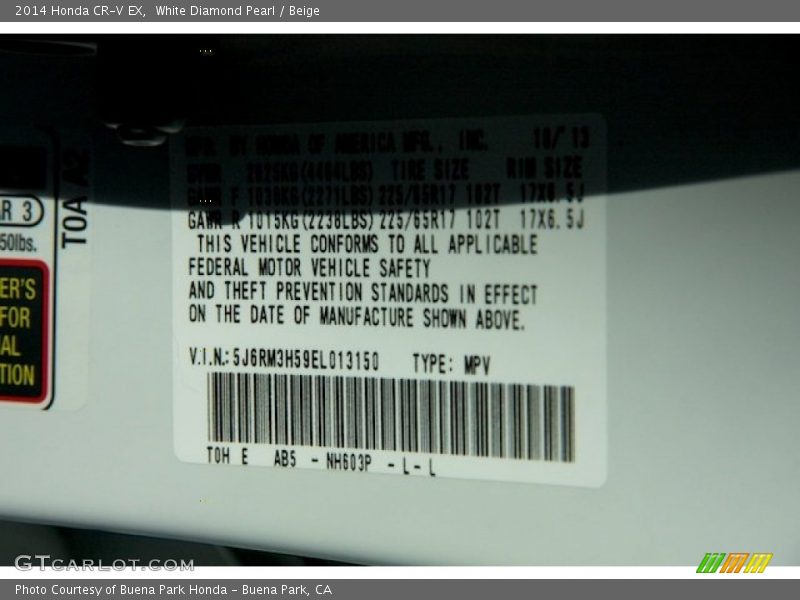 2014 Honda CR-V EX, White Diamond Pearl / Beige
MFG. BY HONDA OF AMERICA MFG., INC. 10/'13
GVWR 2025KG(4464LBS) TIRE SIZE RIM SIZE
GAWR F 1030KG(2271LBS) 225/65R17 102T 17X6.5J
GAWR R 1015KG(2238LBS) 225/65R17 102T 17X6.5J
THIS VEHICLE CONFORMS TO ALL APPLICABLE
FEDERAL MOTOR VEHICLE SAFETY
AND THEFT PREVENTION STANDARDS IN EFFECT
ON THE DATE OF MANUFACTURE SHOWN ABOVE.
V.I.N.: 5J6RM3H59EL013150 TYPE: MPV
T0H E AB5 - NH603P - L - L
R 3
50lbs.
T0A A2
ER'S
FOR
AL
TION
GTCARLOT.COM
Photo Courtesy of Buena Park Honda - Buena Park, CA